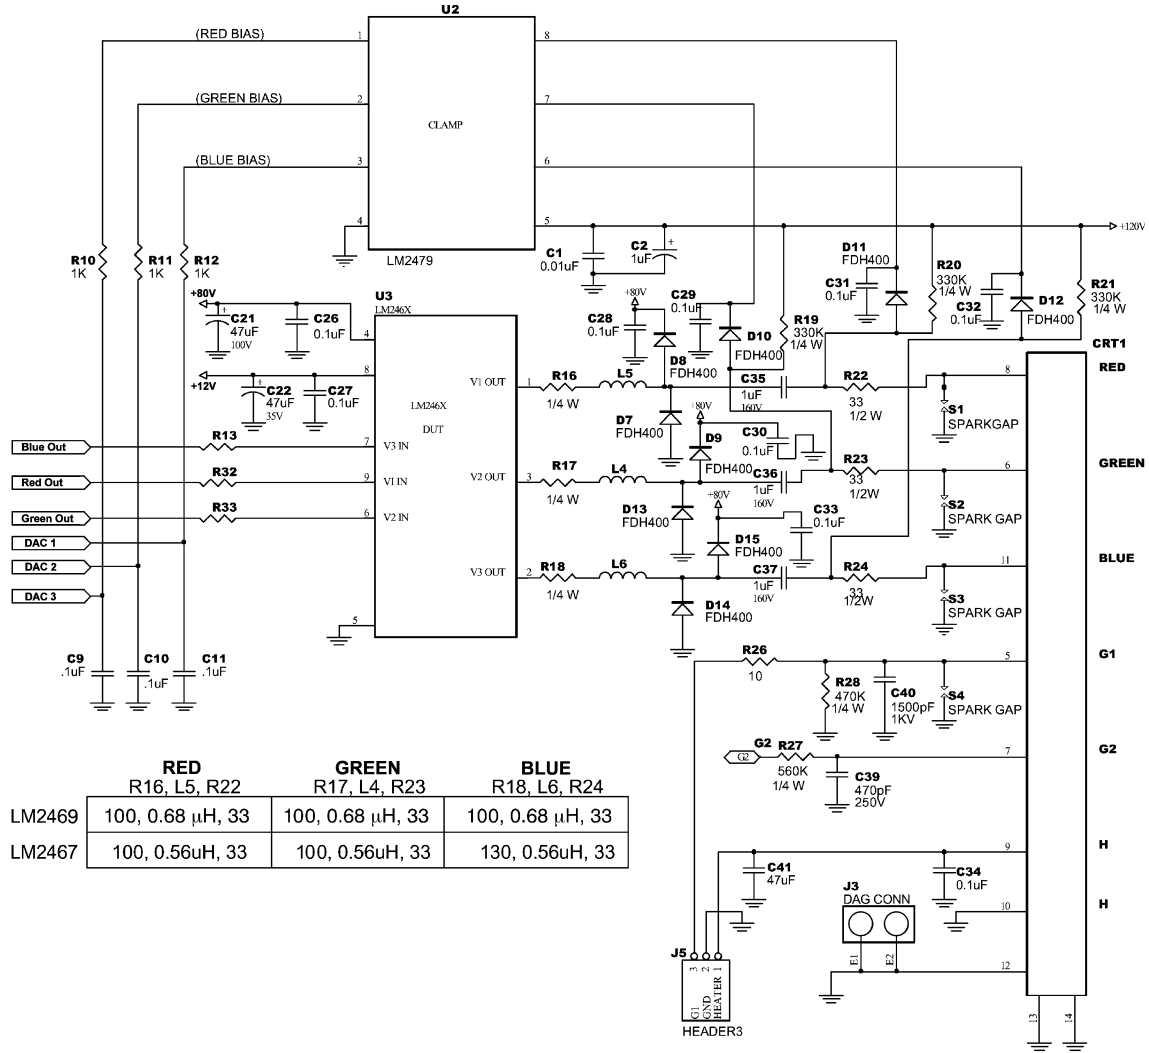 U2
(RED BIAS)
1
8
(GREEN BIAS)
2
7
CLAMP
(BLUE BIAS)
3
6
4
5
+120V
LM2479
R10
1K
R11
1K
R12
1K
C1
0.01uF
C2
1uF
+
D11
FDH400
C31
0.1uF
R20
330K
1/4 W
C32
0.1uF
D12
FDH400
R21
330K
1/4 W
+80V
C21
47uF
100V
+
C26
0.1uF
U3
LM246X
4
+80V
C28
0.1uF
C29
0.1uF
D10
FDH400
R19
330K
1/4 W
D8
FDH400
CRT1
+12V
C22
47uF
35V
+
C27
0.1uF
8
LM246X
DUT
V1 OUT
1
R16
1/4 W
L5
C35
1uF
160V
R22
33
1/2 W
8
RED
S1
SPARKGAP
D7
FDH400
+80V
D9
FDH400
C30
0.1uF
Blue Out
R13
7
V3 IN
Red Out
R32
9
V1 IN
Green Out
R33
6
V2 IN
V2 OUT
3
R17
1/4 W
L4
C36
1uF
160V
R23
33
1/2W
6
GREEN
S2
SPARK GAP
D13
FDH400
+80V
D15
FDH400
C33
0.1uF
DAC 1
DAC 2
DAC 3
V3 OUT
2
R18
1/4 W
L6
C37
1uF
160V
R24
33
1/2W
11
BLUE
S3
SPARK GAP
D14
FDH400
5
C9
.1uF
C10
.1uF
C11
.1uF
R26
10
R28
470K
1/4 W
C40
1500pF
1KV
5
G1
S4
SPARK GAP
G2
G2
R27
560K
1/4 W
C39
470pF
250V
7
G2
RED
GREEN
BLUE
R16, L5, R22
R17, L4, R23
R18, L6, R24
LM2469
100, 0.68 µH, 33
100, 0.68 µH, 33
100, 0.68 µH, 33
LM2467
100, 0.56uH, 33
100, 0.56uH, 33
130, 0.56uH, 33
C41
47uF
C34
0.1uF
9
H
J3
DAG CONN
10
H
E1
E2
12
J5
3
2
1
G1
GND
HEATER
HEADER3
13
14